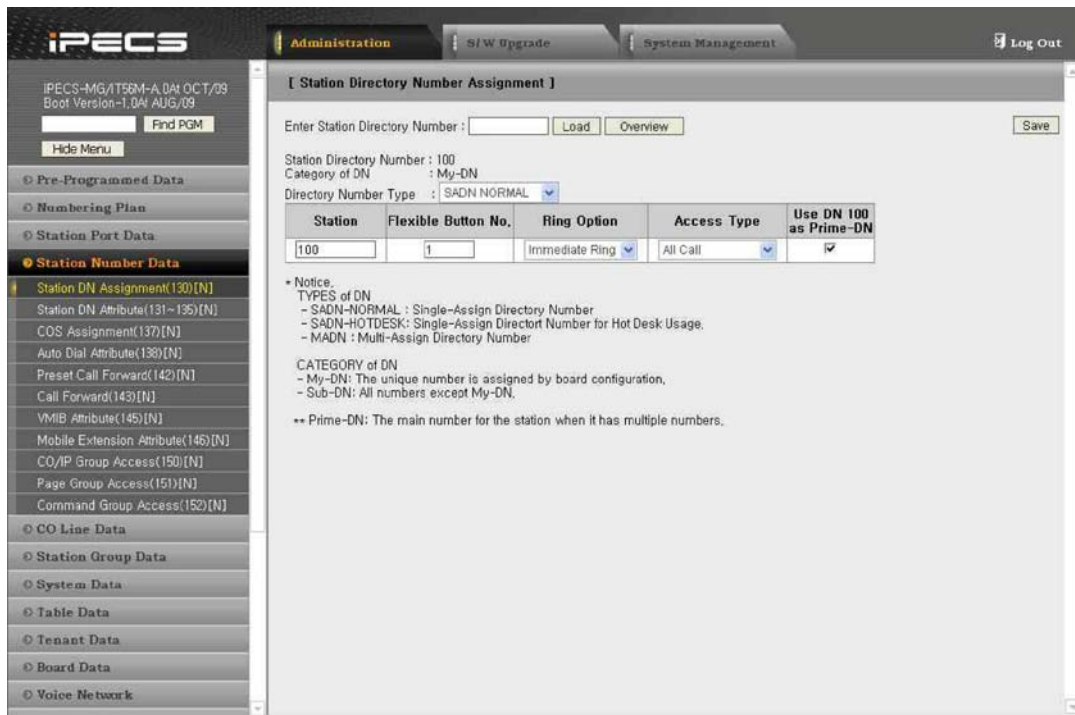 iPECS
Administration
S/W Upgrade
System Management
Log Out
iPECS-MG/IT56M-A.0At OCT/09
Boot Version-1.0Af AUG/09
Find PGM
Hide Menu
Pre-Programmed Data
Numbering Plan
Station Port Data
Station Number Data
Station DN Assignment(130)[N]
Station DN Attribute(131~135)[N]
COS Assignment(137)[N]
Auto Dial Attribute(138)[N]
Preset Call Forward(142)[N]
Call Forward(143)[N]
VMIB Attribute(145)[N]
Mobile Extension Attribute(146)[N]
CO/IP Group Access(150)[N]
Page Group Access(151)[N]
Command Group Access(152)[N]
CO Line Data
Station Group Data
System Data
Table Data
Tenant Data
Board Data
Voice Network
[ Station Directory Number Assignment ]
Enter Station Directory Number : Load Overview Save
Station Directory Number : 100
Category of DN : My-DN
Directory Number Type : SADN NORMAL
Station Flexible Button No. Ring Option Access Type Use DN 100 as Prime-DN
100 1 Immediate Ring All Call
* Notice.
TYPES of DN
- SADN-NORMAL : Single-Assign Directory Number
- SADN-HOTDESK: Single-Assign Directort Number for Hot Desk Usage.
- MADN : Multi-Assign Directory Number
CATEGORY of DN
- My-DN: The unique number is assigned by board configuration.
- Sub-DN: All numbers except My-DN.
** Prime-DN: The main number for the station when it has multiple numbers.